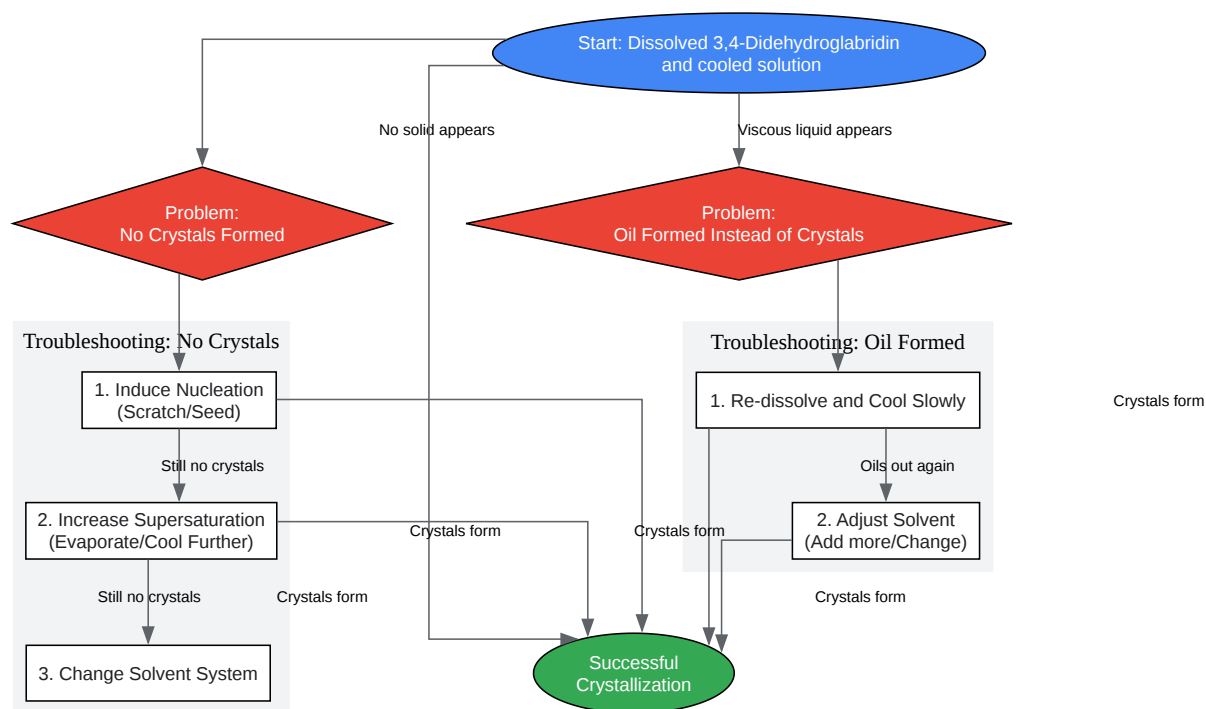 Start: Dissolved 3,4-Didehydroglabridin
and cooled solution
No solid appears
Viscous liquid appears
Problem:
No Crystals Formed
Problem:
Oil Formed Instead of Crystals
Troubleshooting: No Crystals
Troubleshooting: Oil Formed
1. Induce Nucleation
(Scratch/Seed)
1. Re-dissolve and Cool Slowly
Crystals form
Still no crystals
Oils out again
2. Increase Supersaturation
(Evaporate/Cool Further)
Crystals form
Crystals form
2. Adjust Solvent
(Add more/Change)
Still no crystals
Crystals form
Crystals form
3. Change Solvent System
Successful
Crystallization